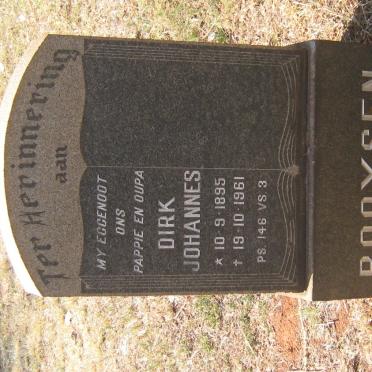 Ter Herinnering
aan
MY EGGENOOT
ONS
PAPPIE EN OUPA
DIRK
JOHANNES
★ 10·9·1895
† 19·10·1961
PS. 146 VS 3
BOOYSEN